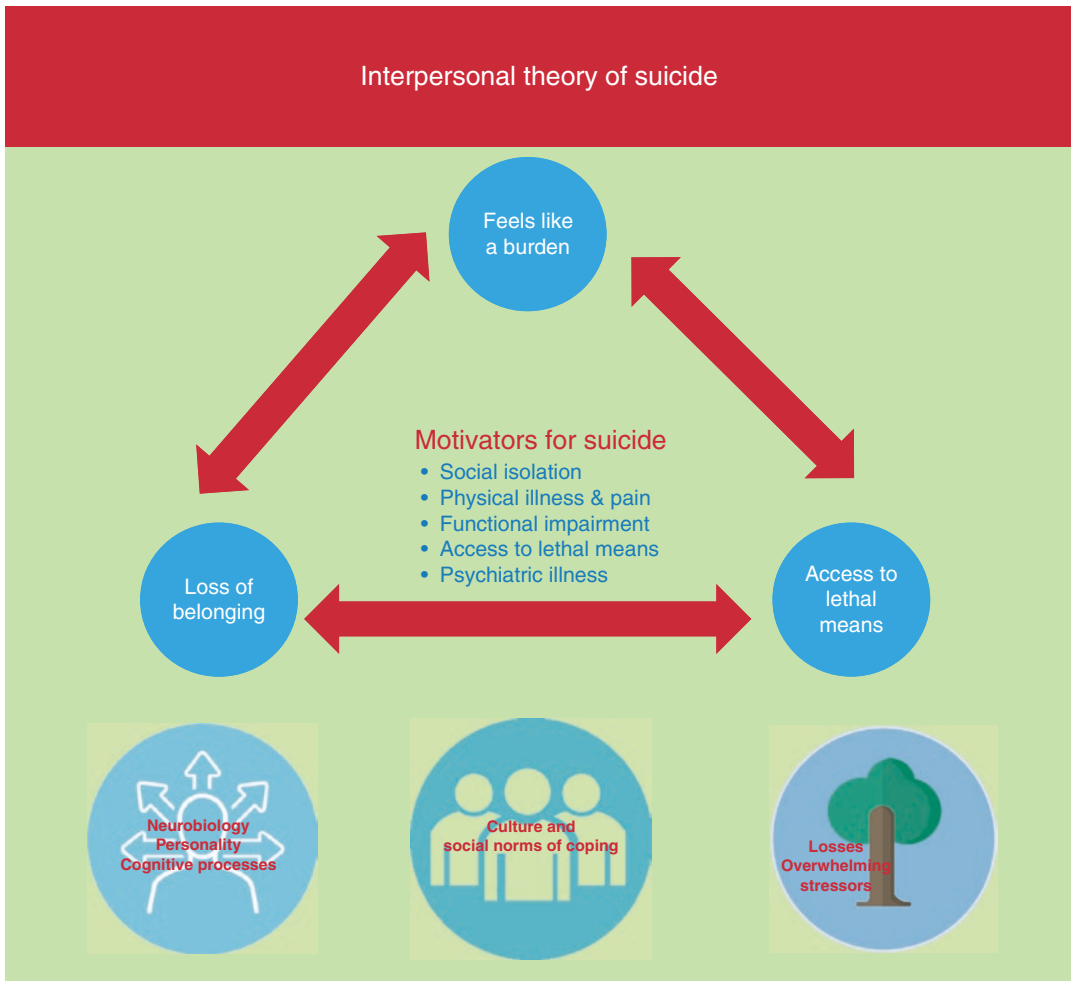 Interpersonal theory of suicide
Feels like
a burden
Motivators for suicide
• Social isolation
• Physical illness & pain
• Functional impairment
• Access to lethal means
• Psychiatric illness
Loss of
belonging
Access to
lethal
means
Neurobiology
Personality
Cognitive processes
Culture and
social norms of coping
Losses
Overwhelming
stressors